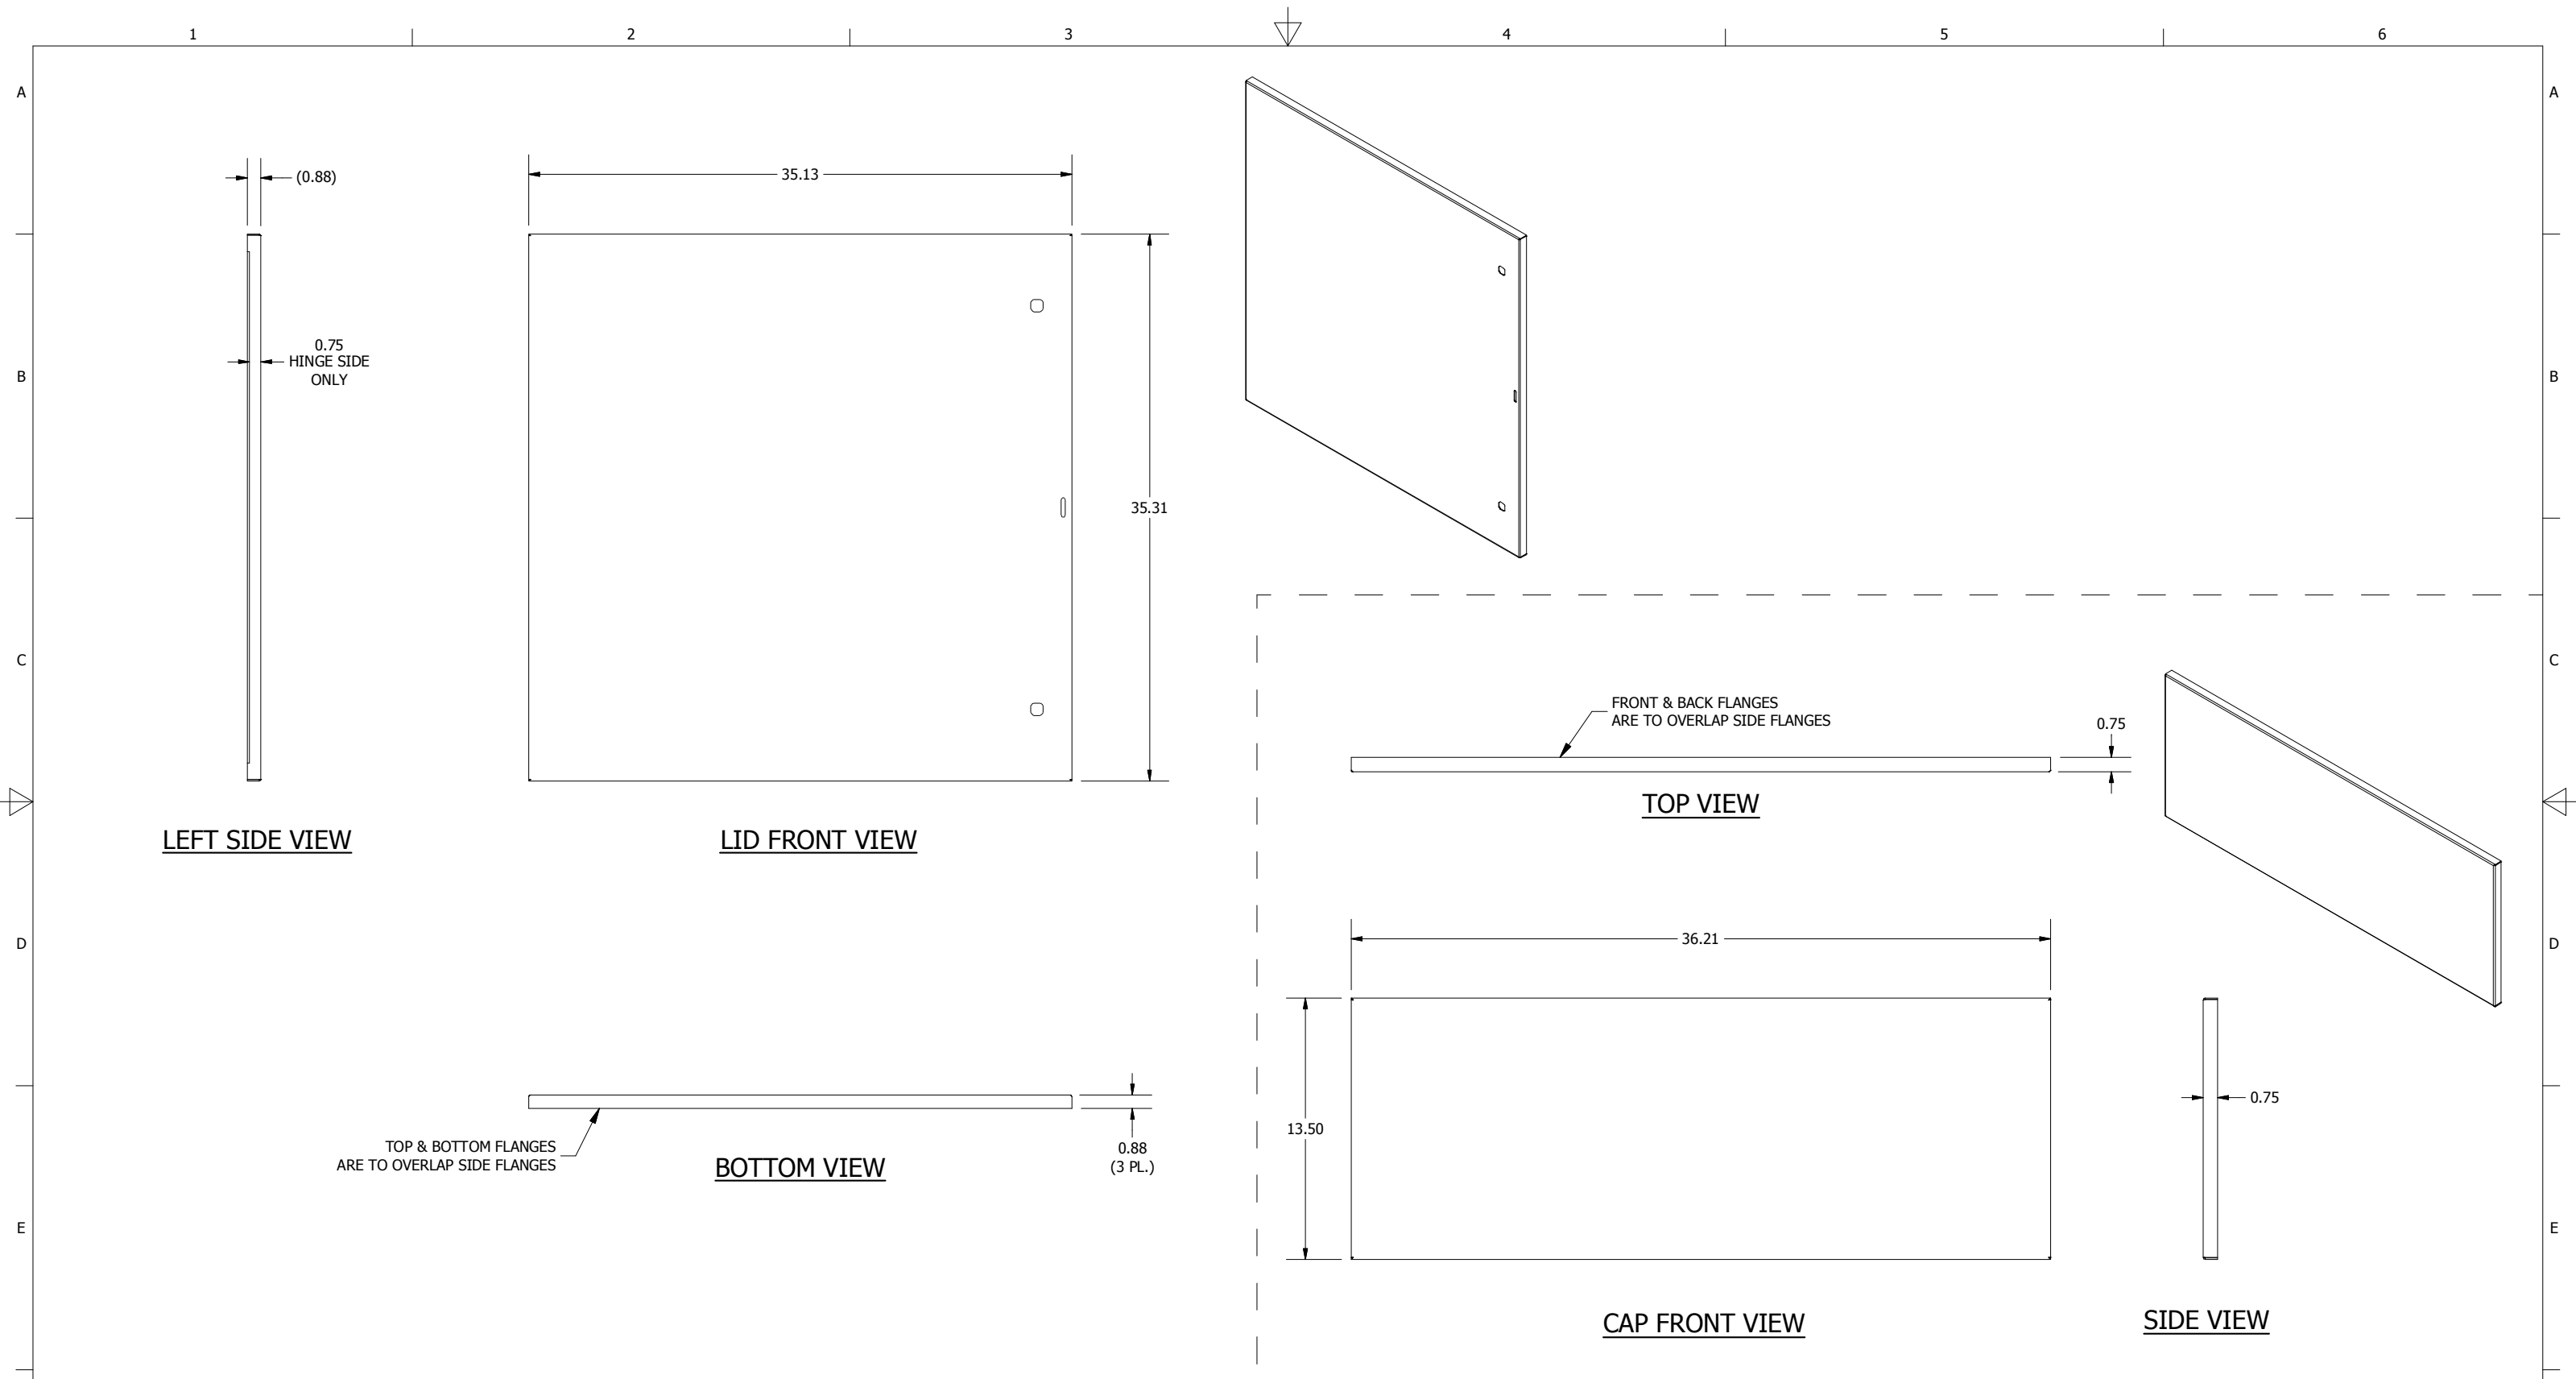 1 2 3 4 5 6
A A
(0.88)
35.13
0.75
HINGE SIDE
ONLY
B B
35.31
C C
FRONT & BACK FLANGES
ARE TO OVERLAP SIDE FLANGES
0.75
TOP VIEW
LEFT SIDE VIEW
LID FRONT VIEW
D D
36.21
0.75
13.50
TOP & BOTTOM FLANGES
ARE TO OVERLAP SIDE FLANGES
BOTTOM VIEW
0.88
(3 PL.)
E E
CAP FRONT VIEW
SIDE VIEW